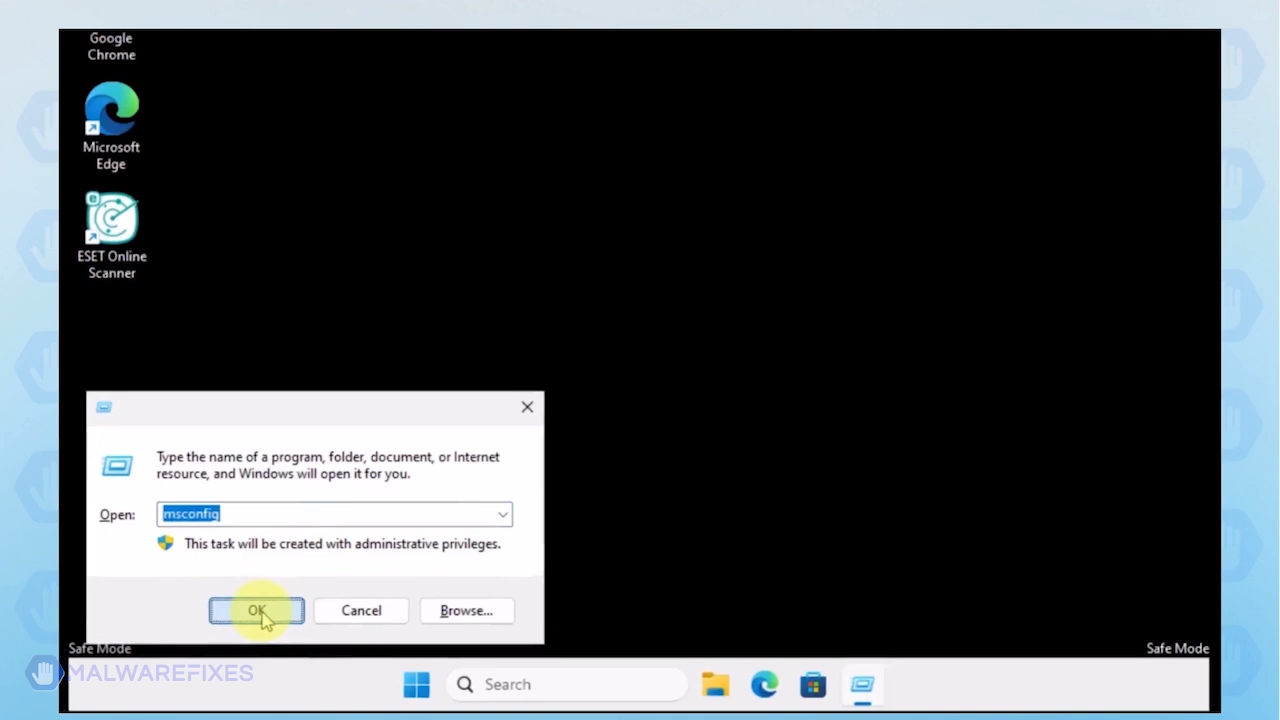 Google
Chrome
Microsoft
Edge
ESET Online
Scanner
Type the name of a program, folder, document, or Internet
resource, and Windows will open it for you.
Open:
msconfig
This task will be created with administrative privileges.
OK
Cancel
Browse...
Safe Mode
Safe Mode
MALWAREFIXES
Search